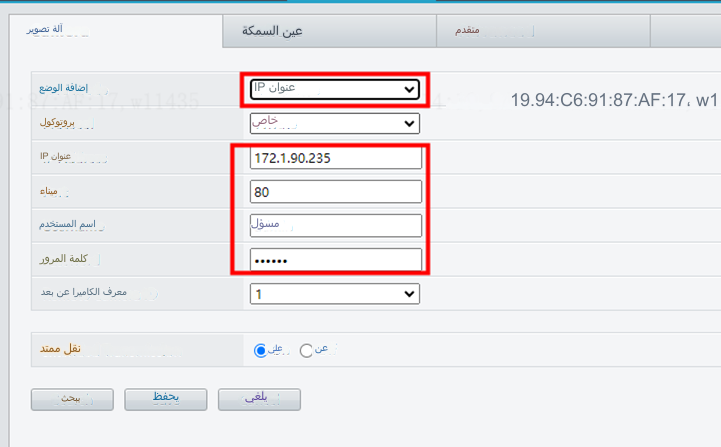 آلة تصوير
عين السمكة
متقدم
إضافة الوضع
عنوان IP
19.94:C6:91:87:AF:17، w1
بروتوكول
خاص
عنوان IP
172.1.90.235
ميناء
80
اسم المستخدم
مسؤل
كلمة المرور
••••••
معرف الكاميرا عن بعد
1
نقل ممتد
على
عن
يبحث
يحفظ
يلغي